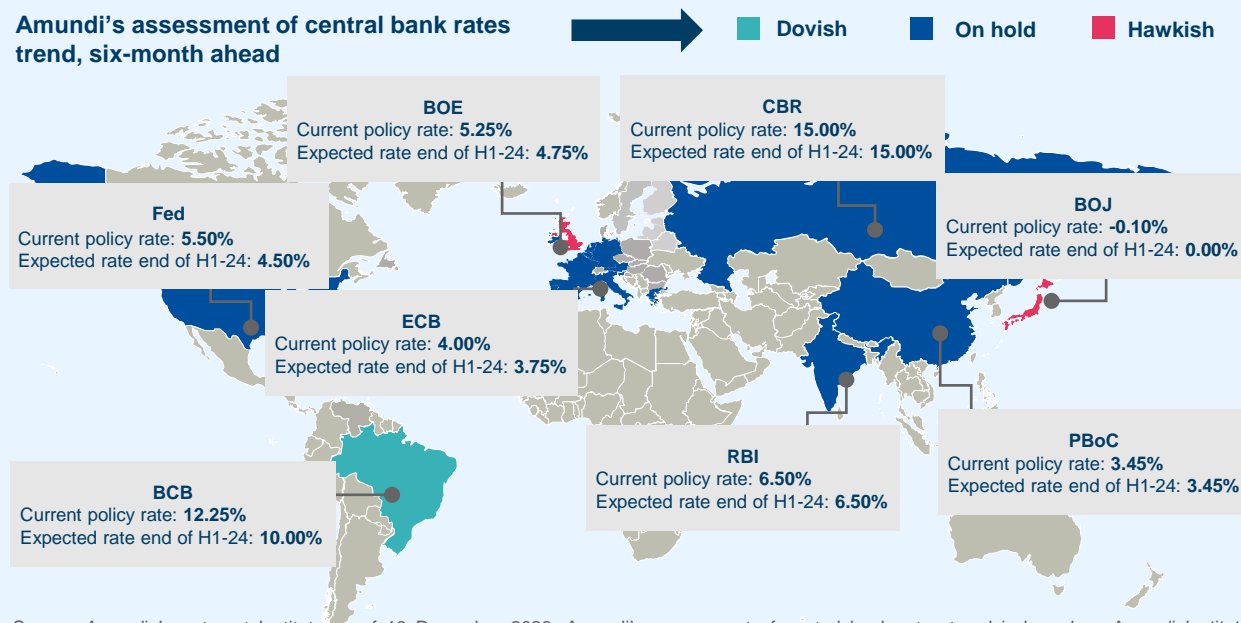 Amundi’s assessment of central bank rates
trend, six-month ahead
Dovish
On hold
Hawkish
BOE
Current policy rate: 5.25%
Expected rate end of H1-24: 4.75%
CBR
Current policy rate: 15.00%
Expected rate end of H1-24: 15.00%
Fed
Current policy rate: 5.50%
Expected rate end of H1-24: 4.50%
BOJ
Current policy rate: -0.10%
Expected rate end of H1-24: 0.00%
ECB
Current policy rate: 4.00%
Expected rate end of H1-24: 3.75%
RBI
Current policy rate: 6.50%
Expected rate end of H1-24: 6.50%
PBoC
Current policy rate: 3.45%
Expected rate end of H1-24: 3.45%
BCB
Current policy rate: 12.25%
Expected rate end of H1-24: 10.00%